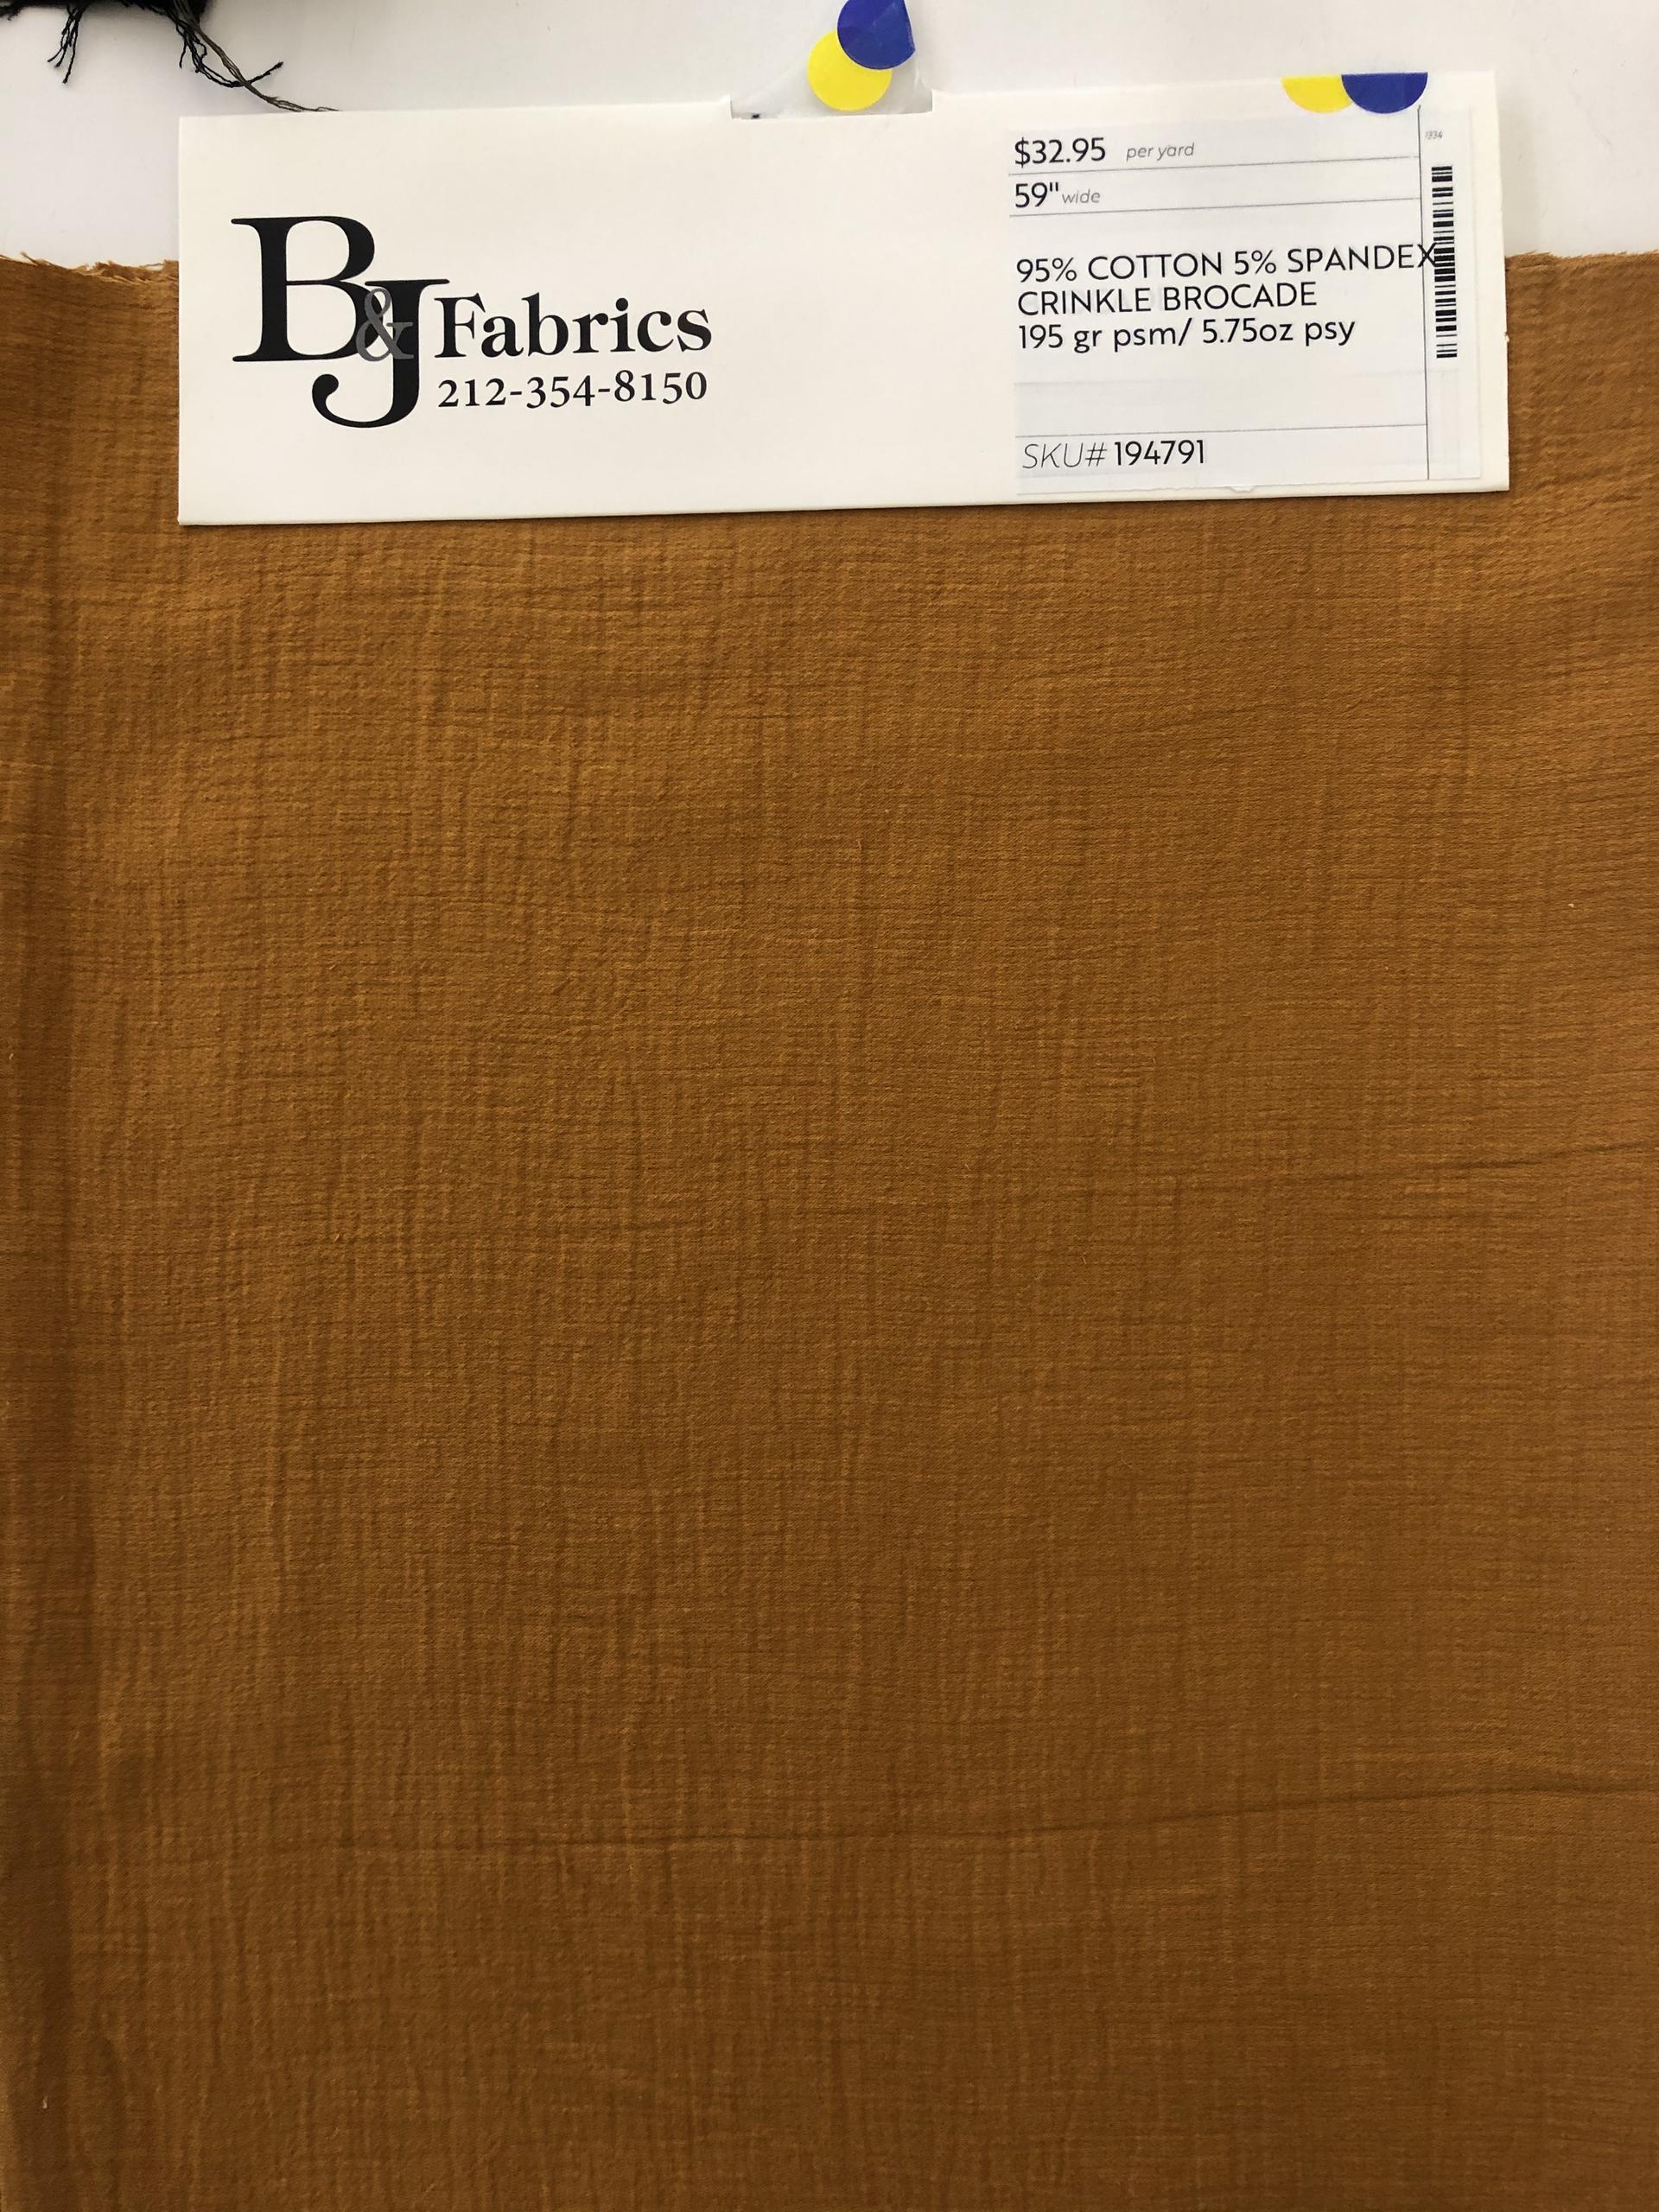 B&J Fabrics
212-354-8150
$32.95 per yard
59" wide
95% COTTON 5% SPANDEX
CRINKLE BROCADE
195 gr psm/ 5.75oz psy
SKU# 194791